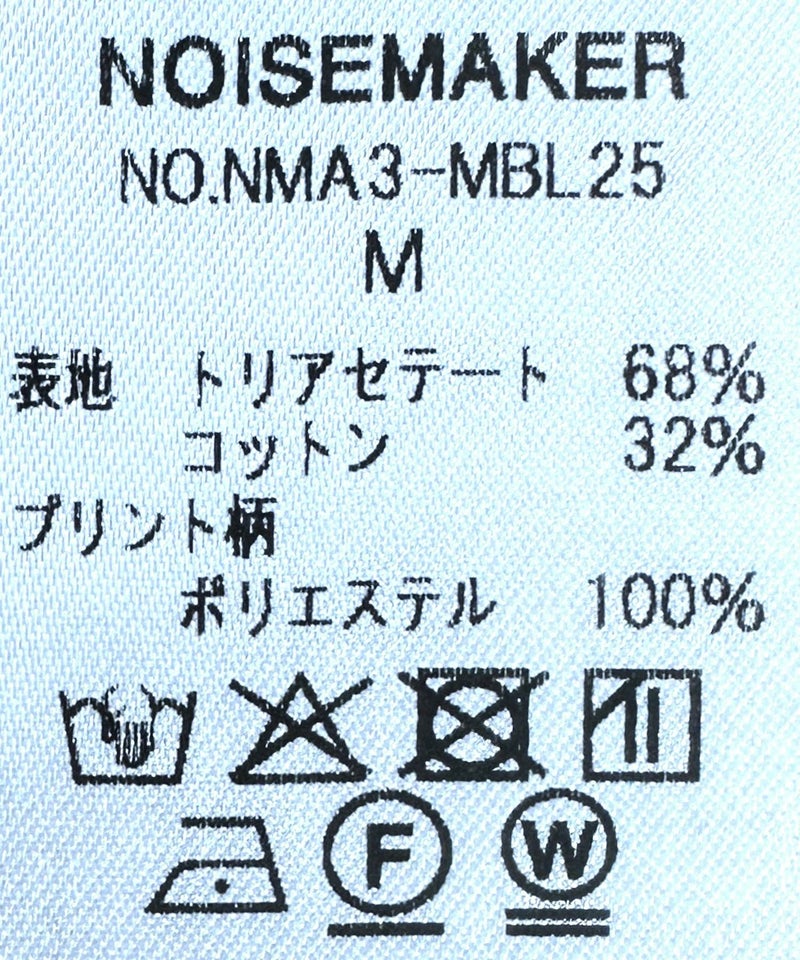 NOISEMAKER
NO.NMA3-MBL25
M
表地 トリアセテート 68%
コットン 32%
プリント柄
ポリエステル 100%
F W